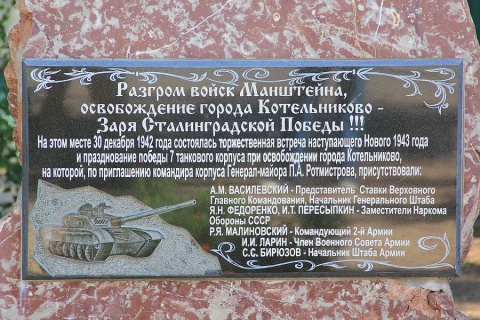 Разгром войск Манштейна,
освобождение города Котельниково -
Заря Сталинградской Победы !!!
На этом месте 30 декабря 1942 года состоялась торжественная встреча наступающего Нового 1943 года
и празднование победы 7 танкового корпуса при освобождении города Котельниково,
на которой, по приглашению командира корпуса Генерал-майора П.А. Ротмистрова, присутствовали:
А.М. ВАСИЛЕВСКИЙ - Представитель Ставки Верховного
Главного Командования, Начальник Генерального Штаба
Я.Н. ФЕДОРЕНКО, И.Т. ПЕРЕСЫПКИН - Заместители Наркома
Обороны СССР
Р.Я. МАЛИНОВСКИЙ - Командующий 2-й Армии
И.И. ЛАРИН - Член Военного Совета Армии
С.С. БИРЮЗОВ - Начальник Штаба Армии